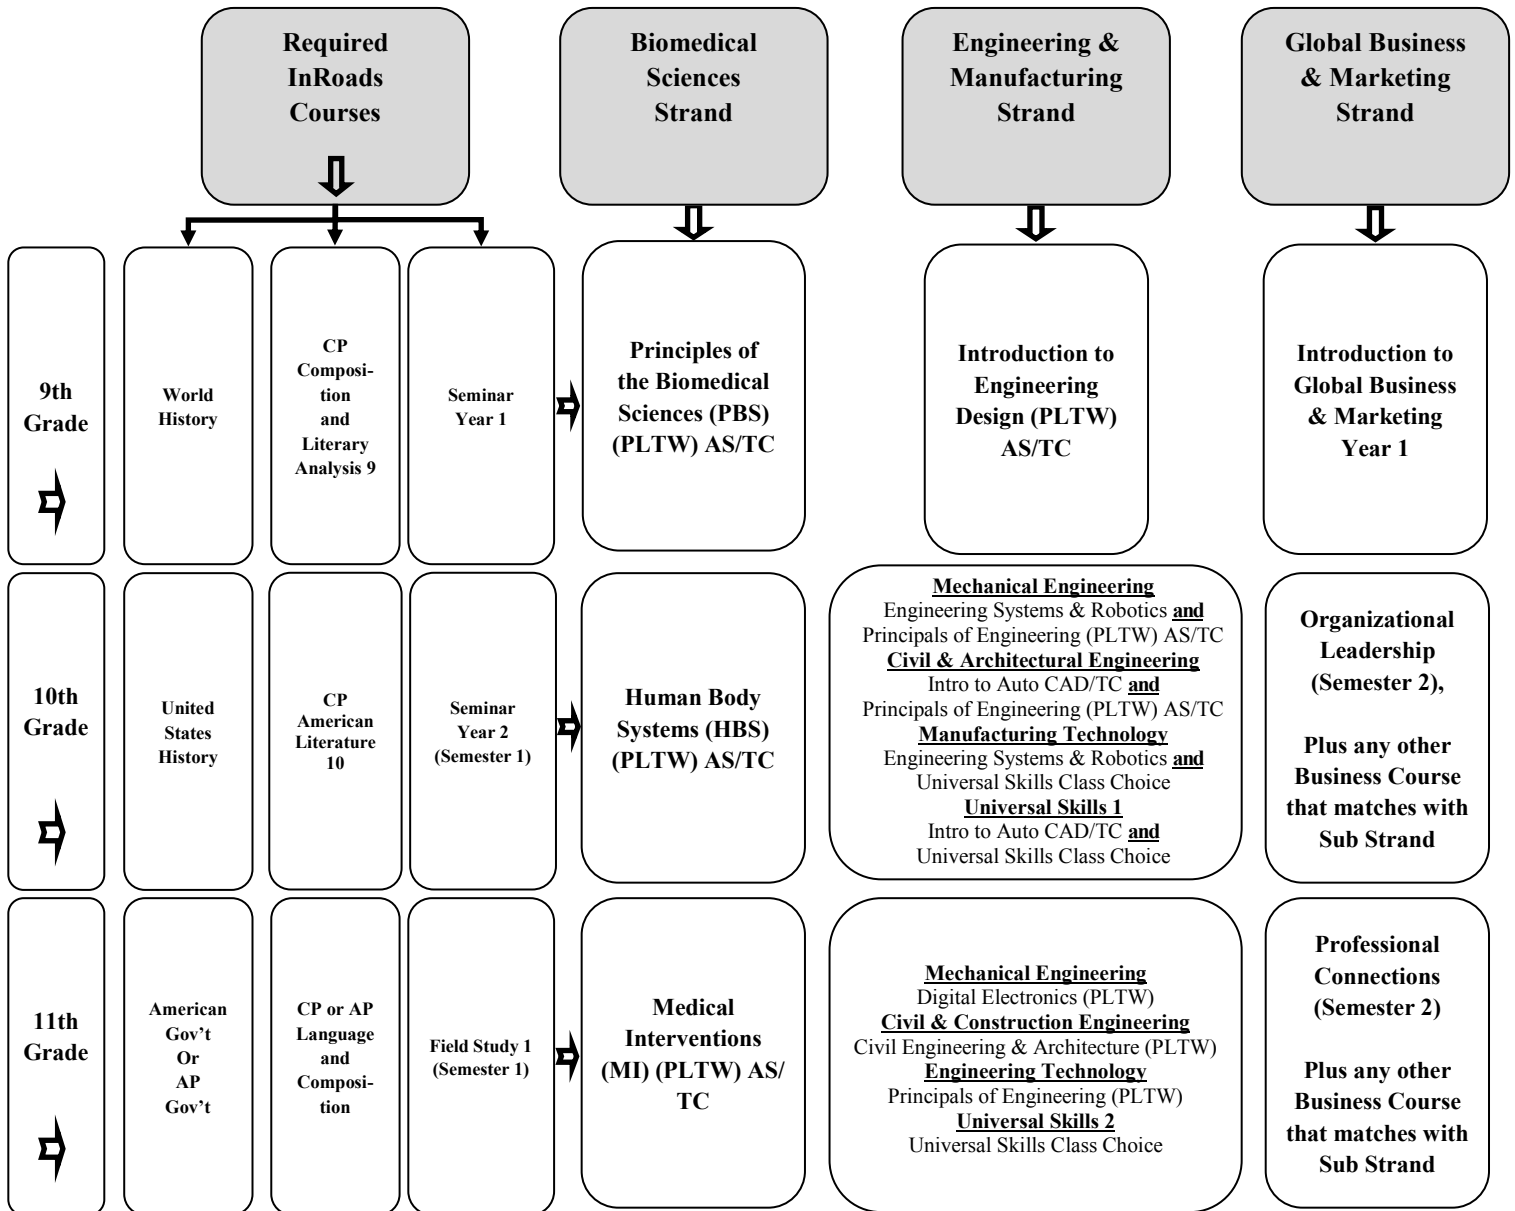 Required
InRoads
Courses
Biomedical
Sciences
Strand
Engineering &
Manufacturing
Strand
Global Business
& Marketing
Strand
9th
Grade
World
History
CP
Composi-
tion
and
Literary
Analysis 9
Seminar
Year 1
Principles of
the Biomedical
Sciences (PBS)
(PLTW) AS/TC
Introduction to
Engineering
Design (PLTW)
AS/TC
Introduction to
Global Business
& Marketing
Year 1
10th
Grade
United
States
History
CP
American
Literature
10
Seminar
Year 2
(Semester 1)
Human Body
Systems (HBS)
(PLTW) AS/TC
Mechanical Engineering
Engineering Systems & Robotics and
Principals of Engineering (PLTW) AS/TC
Civil & Architectural Engineering
Intro to Auto CAD/TC and
Principals of Engineering (PLTW) AS/TC
Manufacturing Technology
Engineering Systems & Robotics and
Universal Skills Class Choice
Universal Skills 1
Intro to Auto CAD/TC and
Universal Skills Class Choice
Organizational
Leadership
(Semester 2),
Plus any other
Business Course
that matches with
Sub Strand
11th
Grade
American
Gov't
Or
AP
Gov't
CP or AP
Language
and
Composi-
tion
Field Study 1
(Semester 1)
Medical
Interventions
(MI) (PLTW) AS/
TC
Mechanical Engineering
Digital Electronics (PLTW)
Civil & Construction Engineering
Civil Engineering & Architecture (PLTW)
Engineering Technology
Principals of Engineering (PLTW)
Universal Skills 2
Universal Skills Class Choice
Professional
Connections
(Semester 2)
Plus any other
Business Course
that matches with
Sub Strand